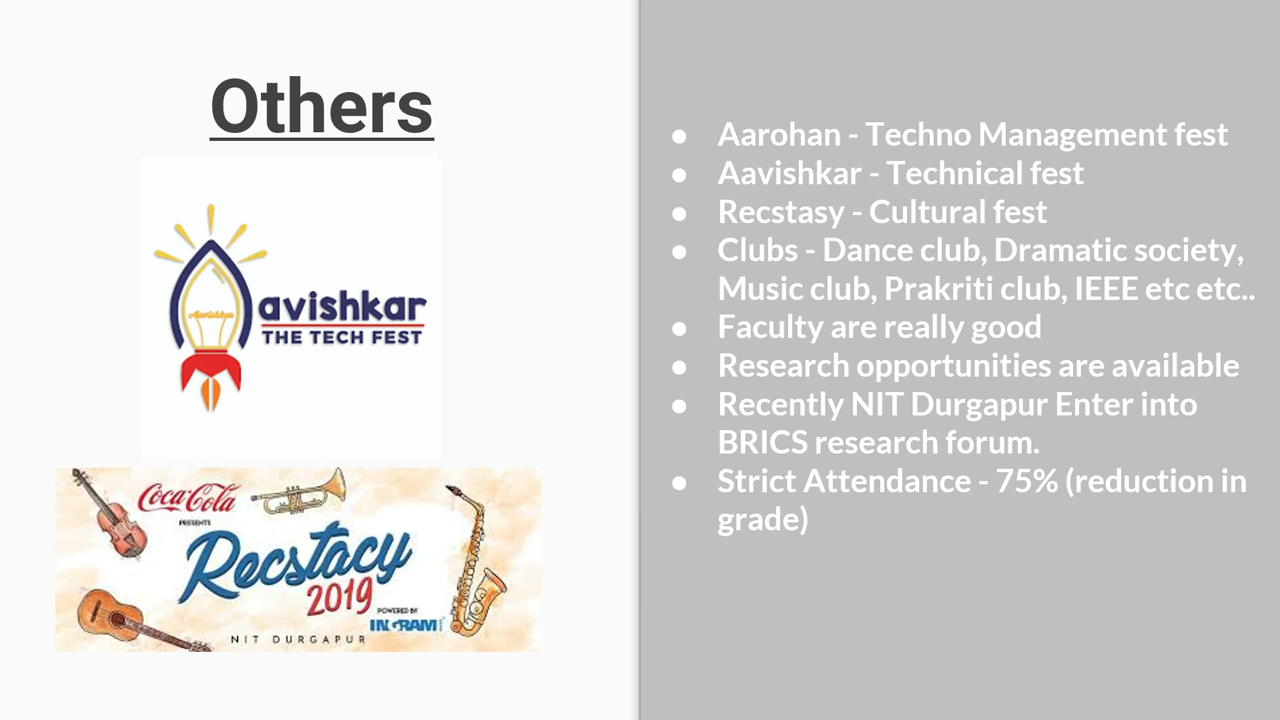 Others
Aavishkar
avishkar
THE TECH FEST
Coca-Cola
PRESENTS
Recstacy
2019
POWERED BY
INGRAM
NIT DURGAPUR
● Aarohan - Techno Management fest
● Aavishkar - Technical fest
● Recstasy - Cultural fest
● Clubs - Dance club, Dramatic society,
Music club, Prakriti club, IEEE etc etc..
● Faculty are really good
● Research opportunities are available
● Recently NIT Durgapur Enter into
BRICS research forum.
● Strict Attendance - 75% (reduction in
grade)